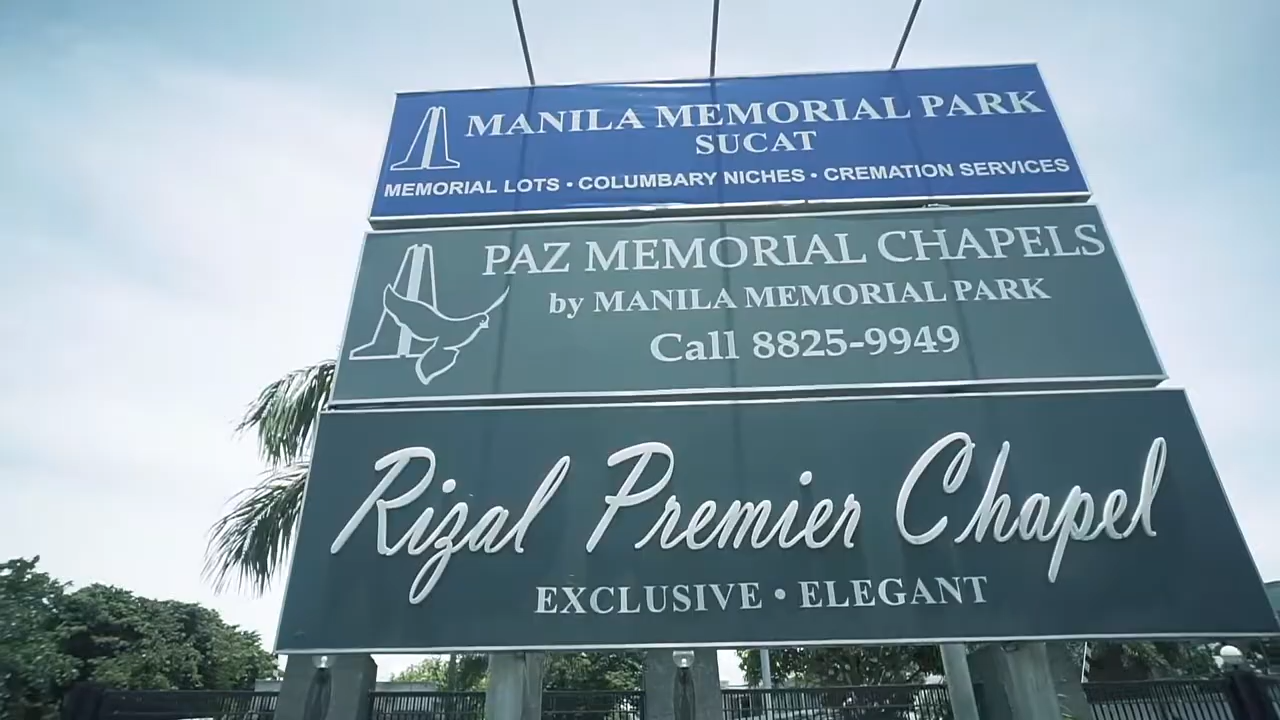 MANILA MEMORIAL PARK
SUCAT
MEMORIAL LOTS • COLUMBARY NICHES • CREMATION SERVICES
PAZ MEMORIAL CHAPELS
by MANILA MEMORIAL PARK
Call 8825-9949
Rizal Premier Chapel
EXCLUSIVE • ELEGANT